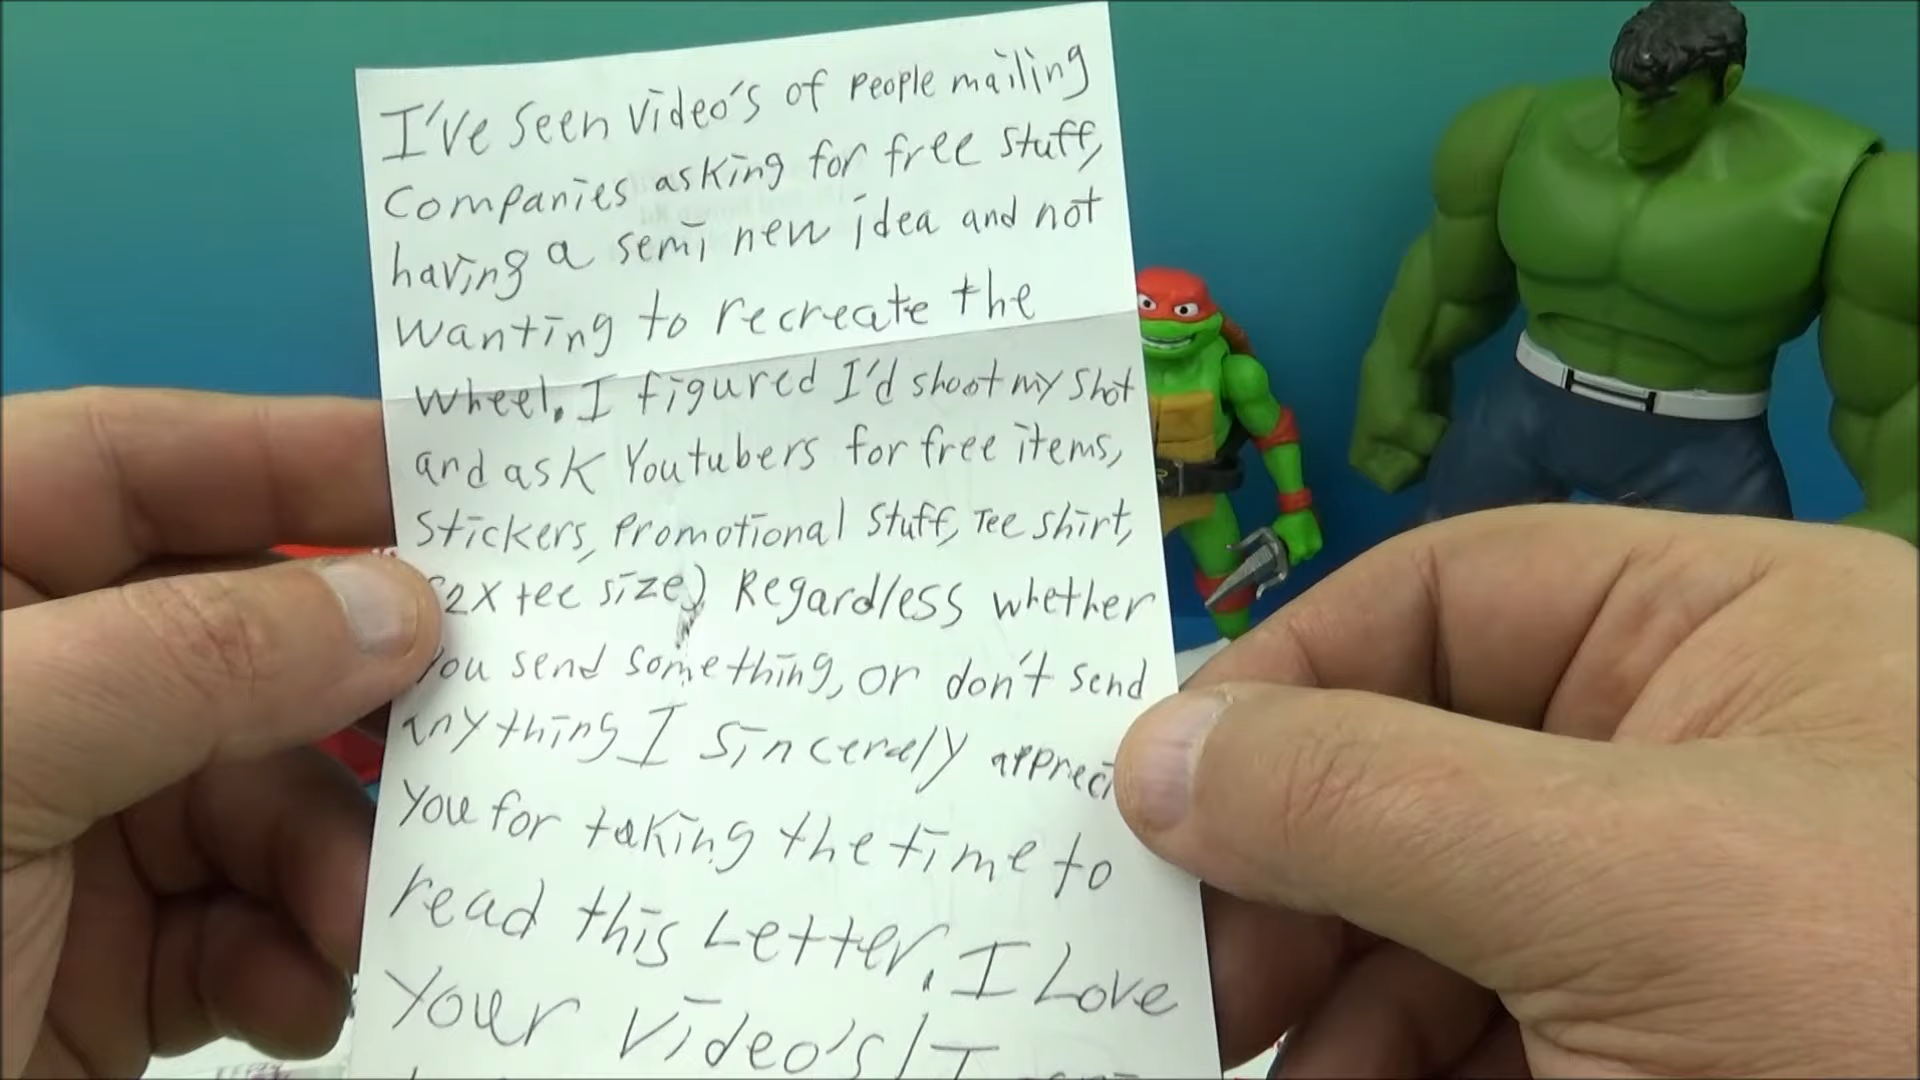 I've seen video's of People mailing
Companies asking for free stuff,
having a semi new idea and not
wanting to recreate the
wheel. I figured I'd shoot my shot
and ask Youtubers for free items,
Stickers, Promotional Stuff, Tee shirt,
(2X tee size) Regardless whether
you send something, or don't send
anything I sincerely appreci
you for taking the time to
read this Letter. I Love
your video's! I